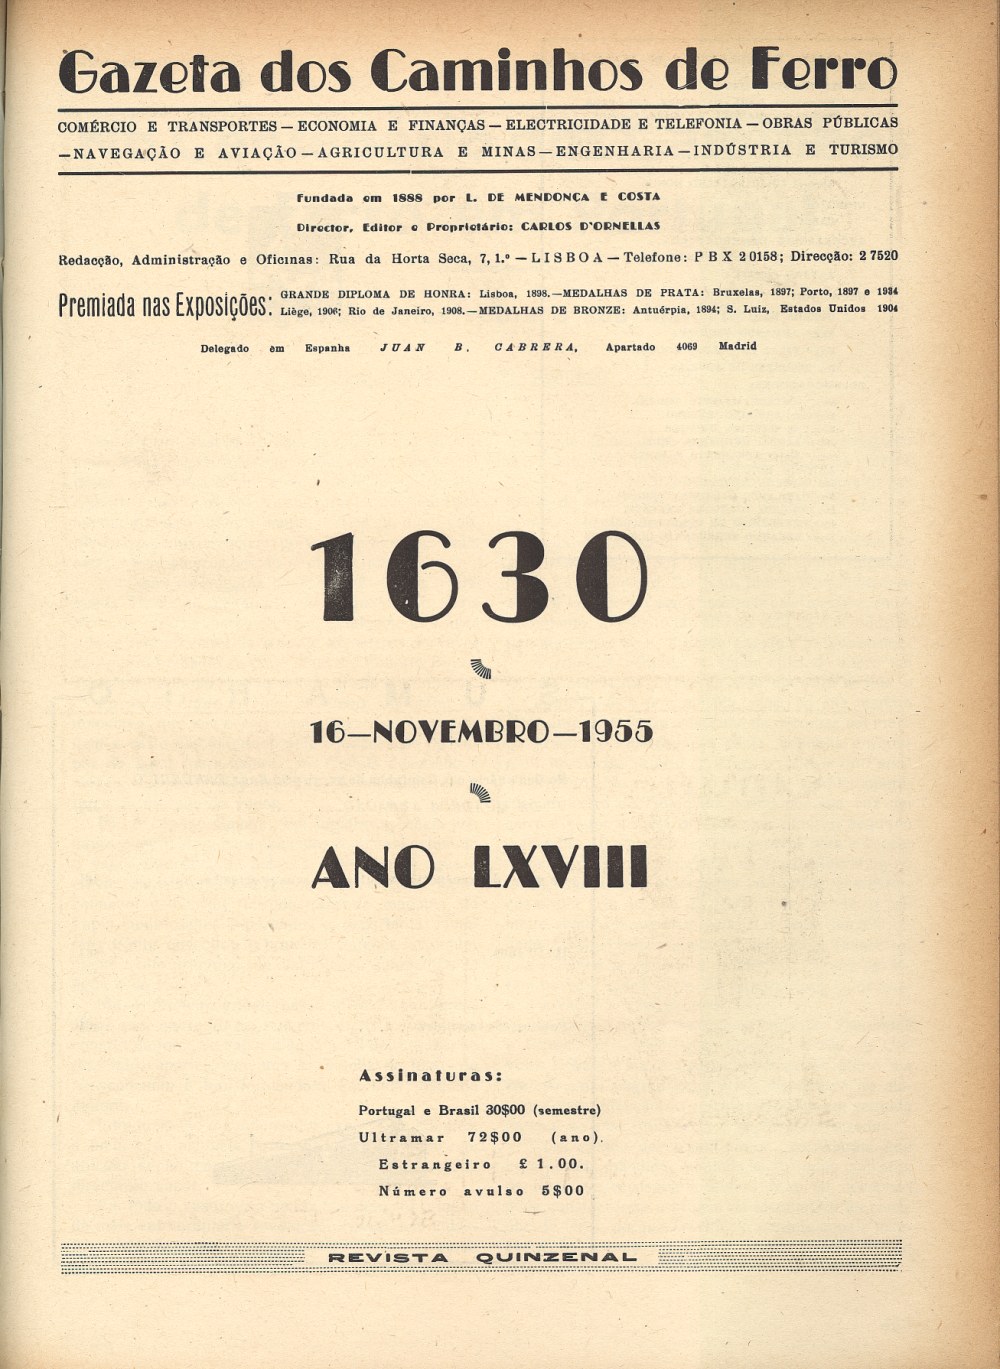 Gazeta dos Caminhos de Ferro
COMÉRCIO E TRANSPORTES — ECONOMIA E FINANÇAS — ELECTRICIDADE E TELEFONIA — OBRAS PÚBLICAS
—NAVEGAÇÃO E AVIAÇÃO — AGRICULTURA E MINAS — ENGENHARIA — INDÚSTRIA E TURISMO
Fundada em 1888 por L. DE MENDONÇA E COSTA
Director, Editor e Proprietário: CARLOS D'ORNELLAS
Redacção, Administração e Oficinas: Rua da Horta Seca, 7, 1.º — LISBOA — Telefone: PBX 20158; Direcção: 27520
Premiada nas Exposições:
GRANDE DIPLOMA DE HONRA: Lisboa, 1898.—MEDALHAS DE PRATA: Bruxelas, 1897; Porto, 1897 e 1934
Liège, 1906; Rio de Janeiro, 1908.—MEDALHAS DE BRONZE: Antuérpia, 1894; S. Luiz, Estados Unidos 1904
Delegado em Espanha JUAN B. CABRERA, Apartado 4069 Madrid
1630
16—NOVEMBRO—1955
ANO LXVIII
Assinaturas:
Portugal e Brasil 30$00 (semestre)
Ultramar 72$00 (ano).
Estrangeiro £ 1.00.
Número avulso 5$00
REVISTA QUINZENAL